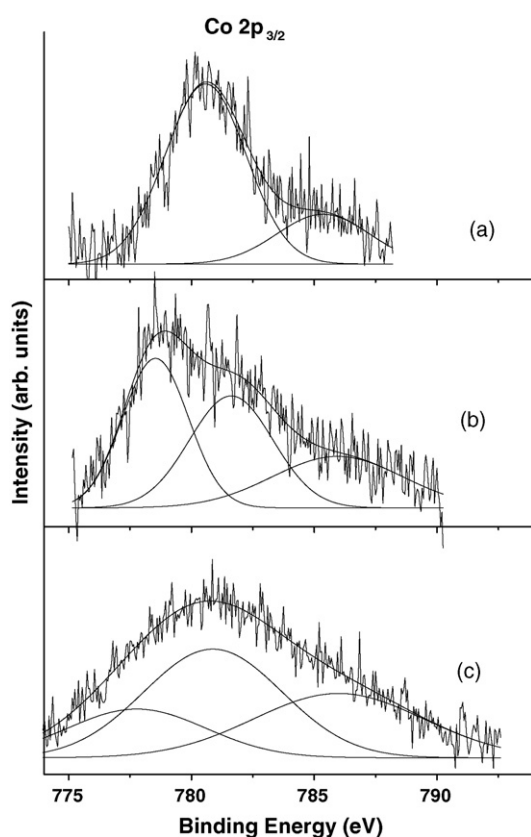 Co 2p3/2
(a)
Intensity (arb. units)
(b)
(c)
775 780 785 790
Binding Energy (eV)